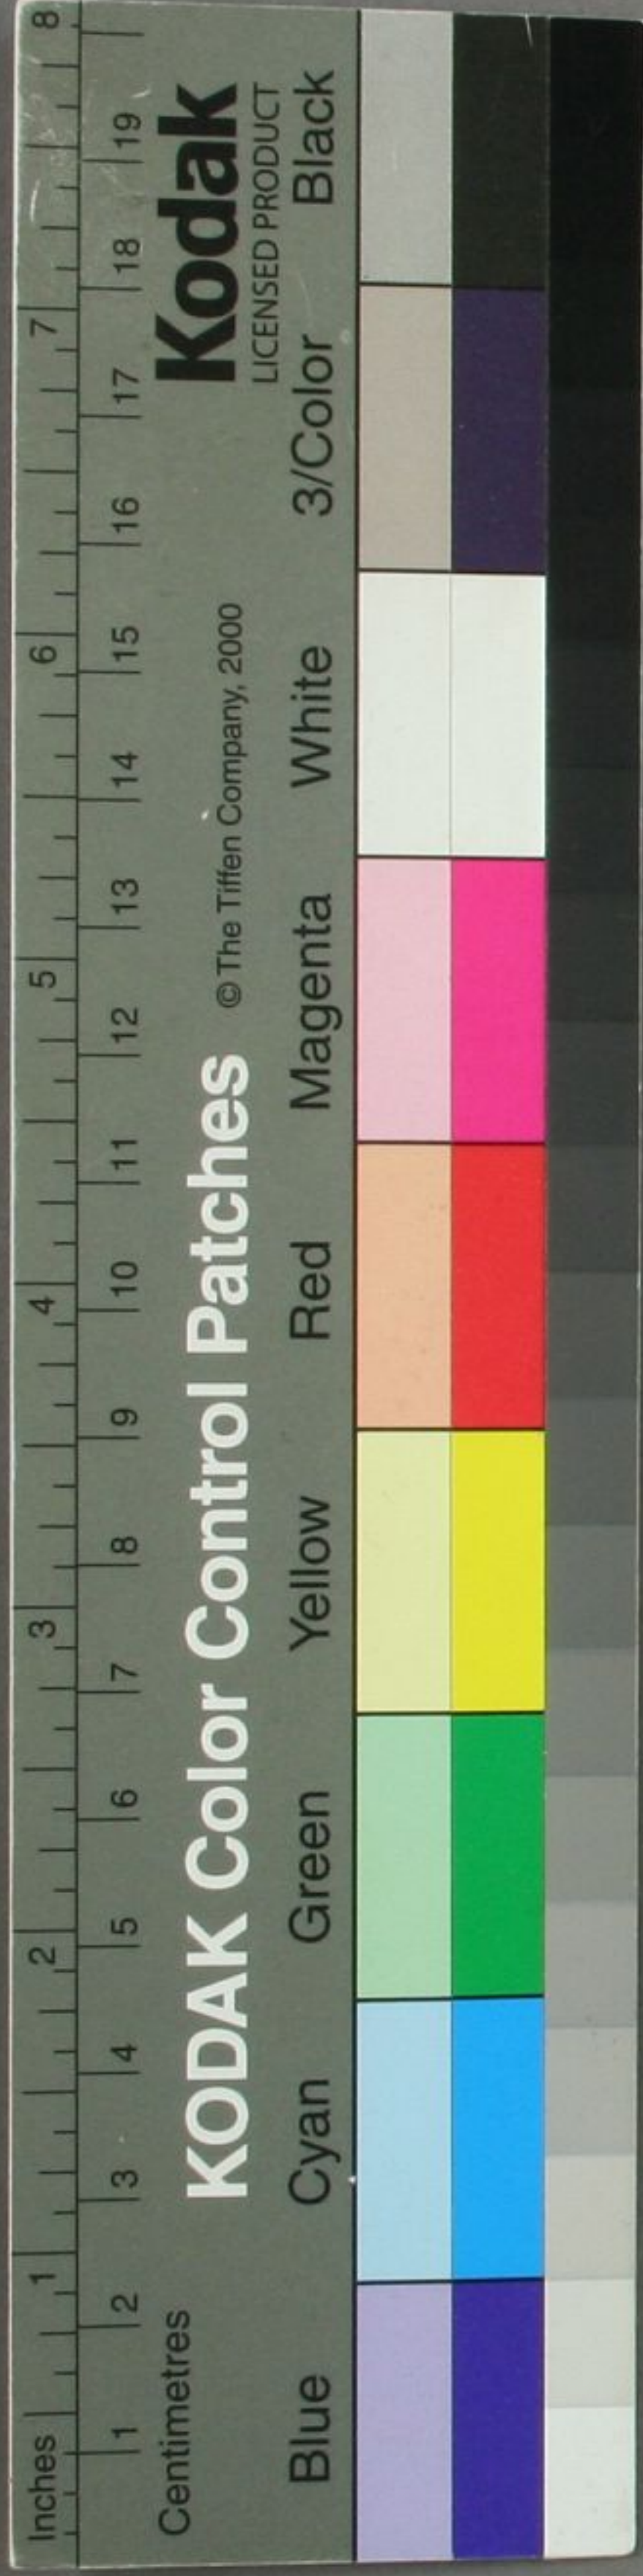 Inches 1 2 3 4 5 6 7 8
Centimetres 1 2 3 4 5 6 7 8 9 10 11 12 13 14 15 16 17 18 19
KODAK Color Control Patches © The Tiffen Company, 2000 Kodak
LICENSED PRODUCT
Blue Cyan Green Yellow Red Magenta White 3/Color Black